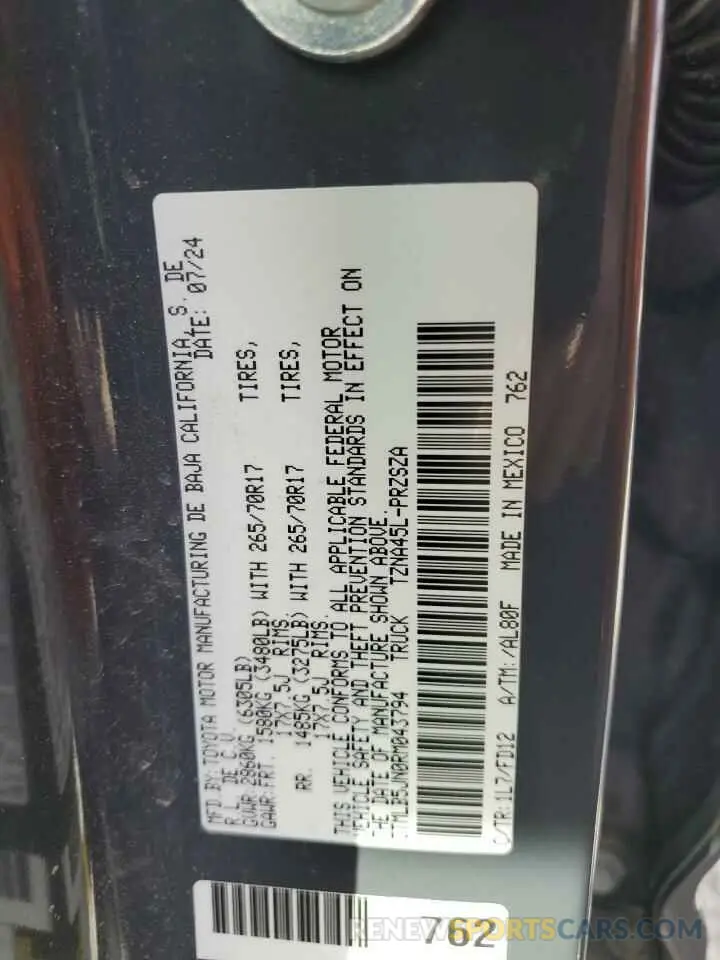 MFD.BY:TOYOTA MOTOR MANUFACTURING DE BAJA CALIFORNIA, S. DE
R.L. DE C.V. DATE: 07/24
GVWR:2860KG (6305LB)
GAWR:FRT. 1580KG (3480LB) WITH 265/70R17 TIRES,
17X7.5J RIMS,
RR. 1485KG (3275LB) WITH 265/70R17 TIRES,
17X7.5J RIMS.
THIS VEHICLE CONFORMS TO ALL APPLICABLE FEDERAL MOTOR
VEHICLE SAFETY AND THEFT PREVENTION STANDARDS IN EFFECT ON
THE DATE OF MANUFACTURE SHOWN ABOVE.
3TMLB5JN0RM043794 TRUCK TZNA45L-PRZSZA
C/TR:1L7/FD12 A/TM:/AL80F MADE IN MEXICO 762
762
RENEWSPORTSCARS.COM